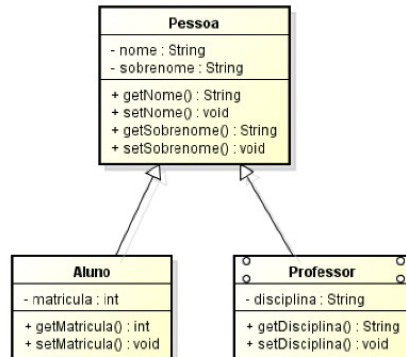 Pessoa
- nome : String
- sobrenome : String
+ getNome() : String
+ setNome() : void
+ getSobrenome() : String
+ setSobrenome() : void
Aluno
- matricula : int
+ getMatricula() : int
+ setMatricula() : void
Professor
- disciplina : String
+ getDisciplina() : String
+ setDisciplina() : void